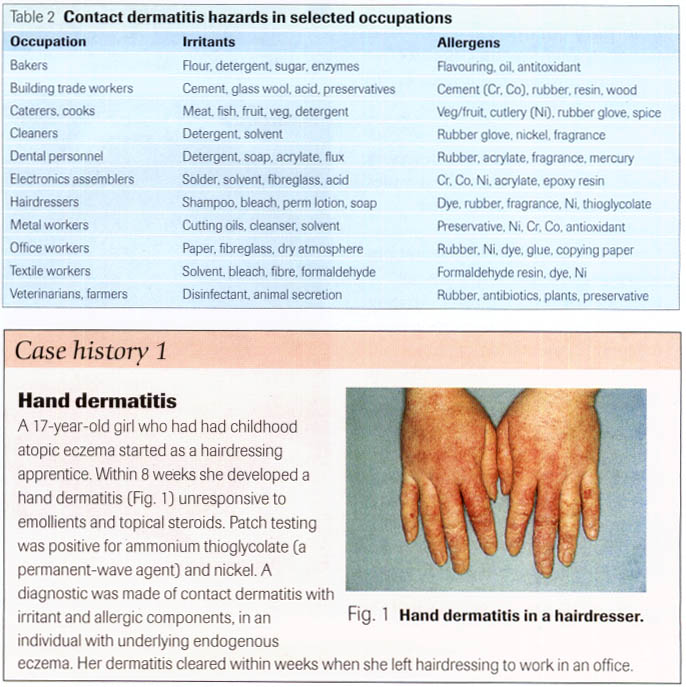 Table 2 Contact dermatitis hazards in selected occupations
Occupation Irritants Allergens
Bakers Flour, detergent, sugar, enzymes Flavouring, oil, antitoxidant
Building trade workers Cement, glass wool, acid, preservatives Cement (Cr, Co), rubber, resin, wood
Caterers, cooks Meat, fish, fruit, veg, detergent Veg/fruit, cutlery (Ni), rubber glove, spice
Cleaners Detergent, solvent Rubber glove, nickel, fragrance
Dental personnel Detergent, soap, acrylate, flux Rubber, acrylate, fragrance, mercury
Electronics assemblers Solder, solvent, fibreglass, acid Cr, Co, Ni, acrylate, epoxy resin
Hairdressers Shampoo, bleach, perm lotion, soap Dye, rubber, fragrance, Ni, thioglycolate
Metal workers Cutting oils, cleanser, solvent Preservative, Ni, Cr, Co, antioxidant
Office workers Paper, fibreglass, dry atmosphere Rubber, Ni, dye, glue, copying paper
Textile workers Solvent, bleach, fibre, formaldehyde Formaldehyde resin, dye, Ni
Veterinarians, farmers Disinfectant, animal secretion Rubber, antibiotics, plants, preservative
Case history 1
Hand dermatitis
A 17-year-old girl who had had childhood
atopic eczema started as a hairdressing
apprentice. Within 8 weeks she developed a
hand dermatitis (Fig. 1) unresponsive to
emollients and topical steroids. Patch testing
was positive for ammonium thioglycolate (a
permanent-wave agent) and nickel. A
diagnostic was made of contact dermatitis with
irritant and allergic components, in an
individual with underlying endogenous
eczema. Her dermatitis cleared within weeks when she left hairdressing to work in an office.
Fig. 1 Hand dermatitis in a hairdresser.